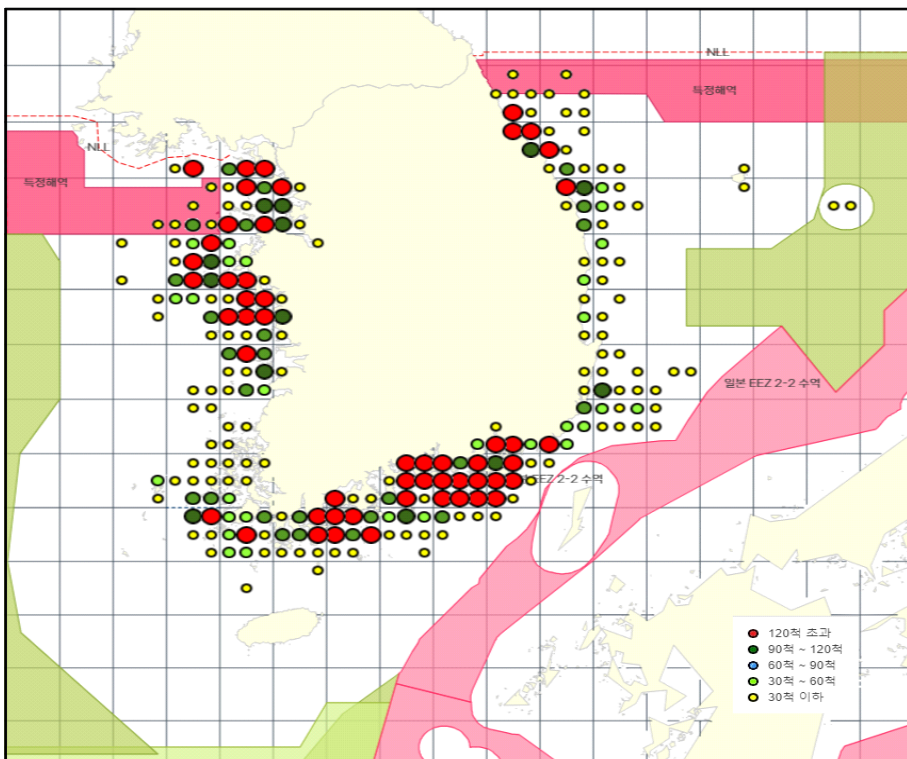 NLL
특정해역
NLL
특정해역
일본 EEZ 2-2 수역
EEZ 2-2 수역
120척 초과
90척 ~ 120척
60척 ~ 90척
30척 ~ 60척
30척 이하